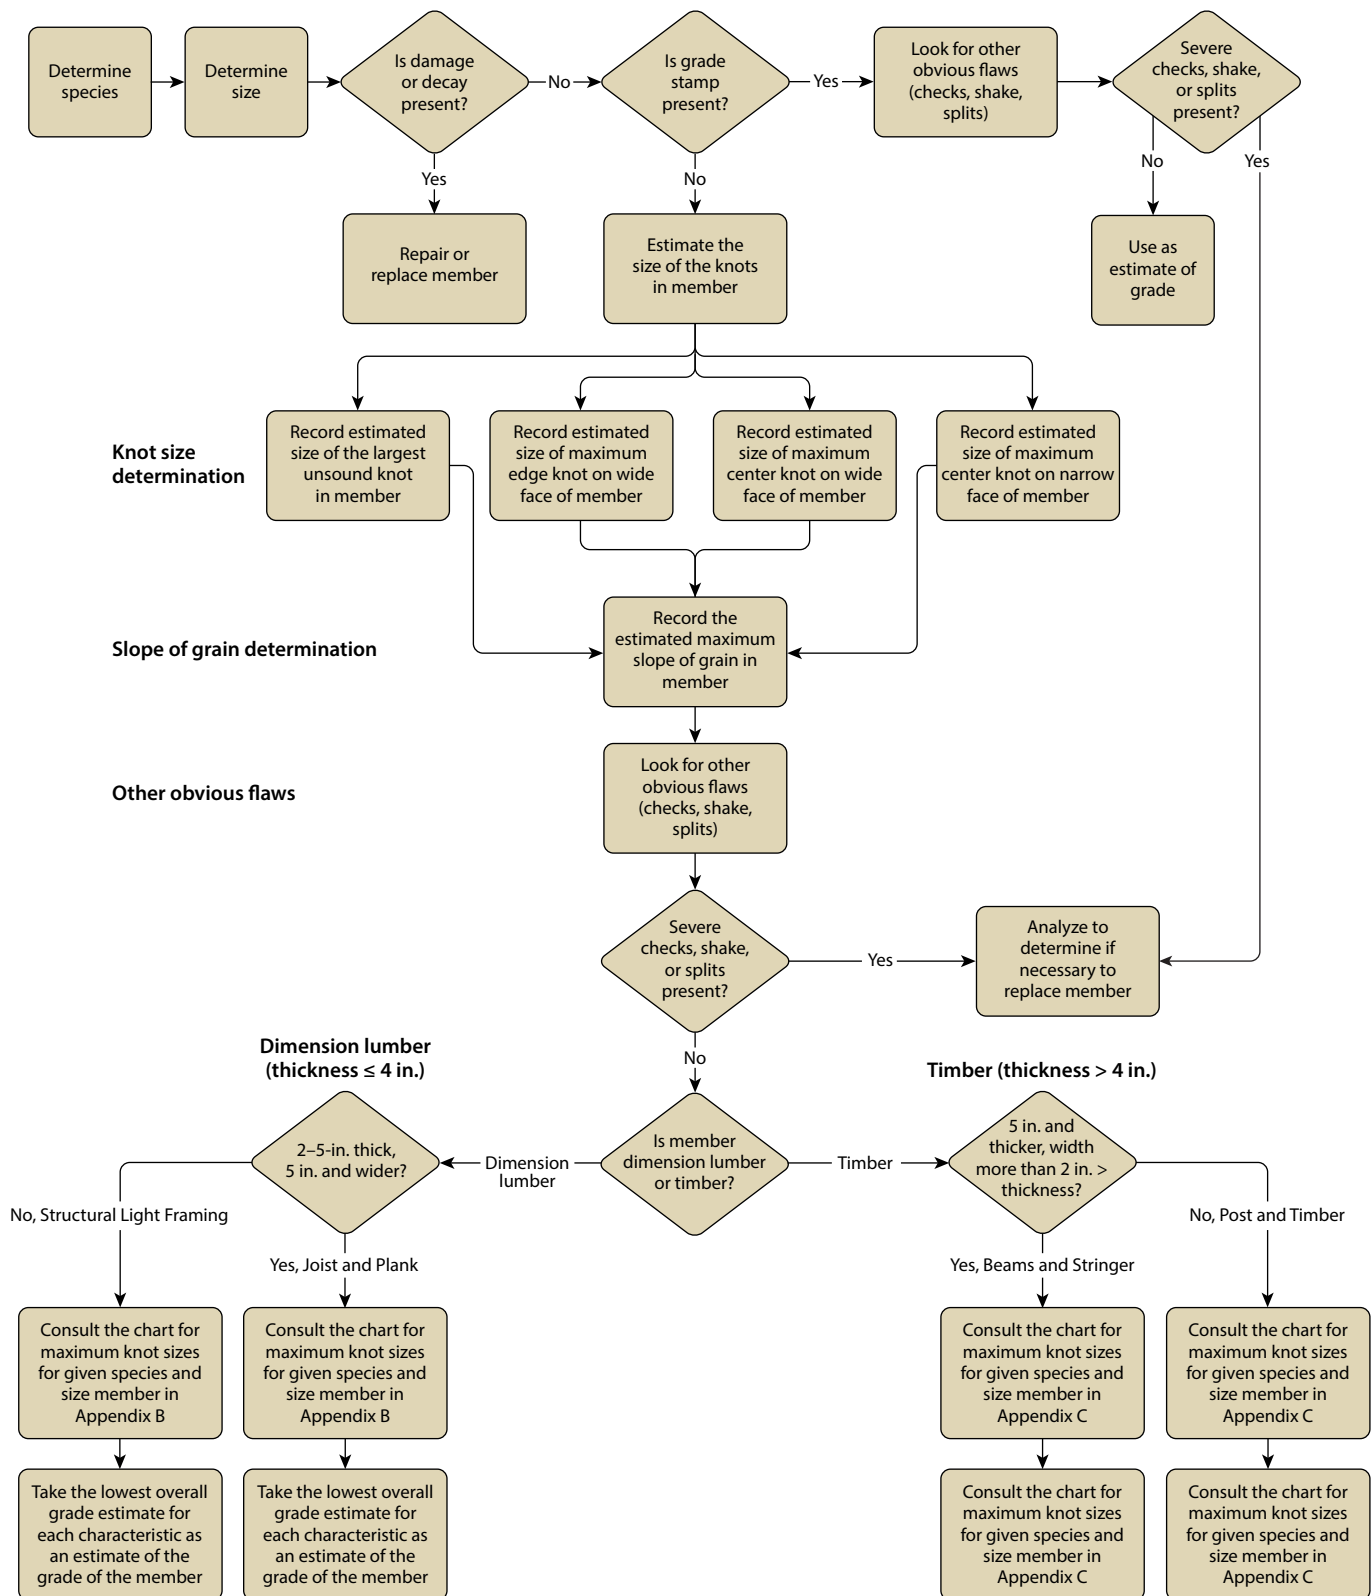 Determine
species
Determine
size
Is damage
or decay
present?
No
Is grade
stamp
present?
Yes
Look for other
obvious flaws
(checks, shake,
splits)
Severe
checks, shake,
or splits
present?
Yes
No
No
Yes
Repair or
replace member
Estimate the
size of the knots
in member
Use as
estimate of
grade
Knot size
determination
Record estimated
size of the largest
unsound knot
in member
Record estimated
size of maximum
edge knot on wide
face of member
Record estimated
size of maximum
center knot on wide
face of member
Record estimated
size of maximum
center knot on narrow
face of member
Slope of grain determination
Record the
estimated maximum
slope of grain in
member
Other obvious flaws
Look for other
obvious flaws
(checks, shake,
splits)
Severe
checks, shake,
or splits
present?
Yes
Analyze to
determine if
necessary to
replace member
No
Dimension lumber
(thickness ≤ 4 in.)
Timber (thickness > 4 in.)
2–5-in. thick,
5 in. and wider?
Dimension
lumber
Is member
dimension lumber
or timber?
Timber
5 in. and
thicker, width
more than 2 in. >
thickness?
No, Structural Light Framing
Yes, Joist and Plank
Yes, Beams and Stringer
No, Post and Timber
Consult the chart for
maximum knot sizes
for given species and
size member in
Appendix B
Consult the chart for
maximum knot sizes
for given species and
size member in
Appendix B
Consult the chart for
maximum knot sizes
for given species and
size member in
Appendix C
Consult the chart for
maximum knot sizes
for given species and
size member in
Appendix C
Take the lowest overall
grade estimate for
each characteristic as
an estimate of the
grade of the member
Take the lowest overall
grade estimate for
each characteristic as
an estimate of the
grade of the member
Consult the chart for
maximum knot sizes
for given species and
size member in
Appendix C
Consult the chart for
maximum knot sizes
for given species and
size member in
Appendix C